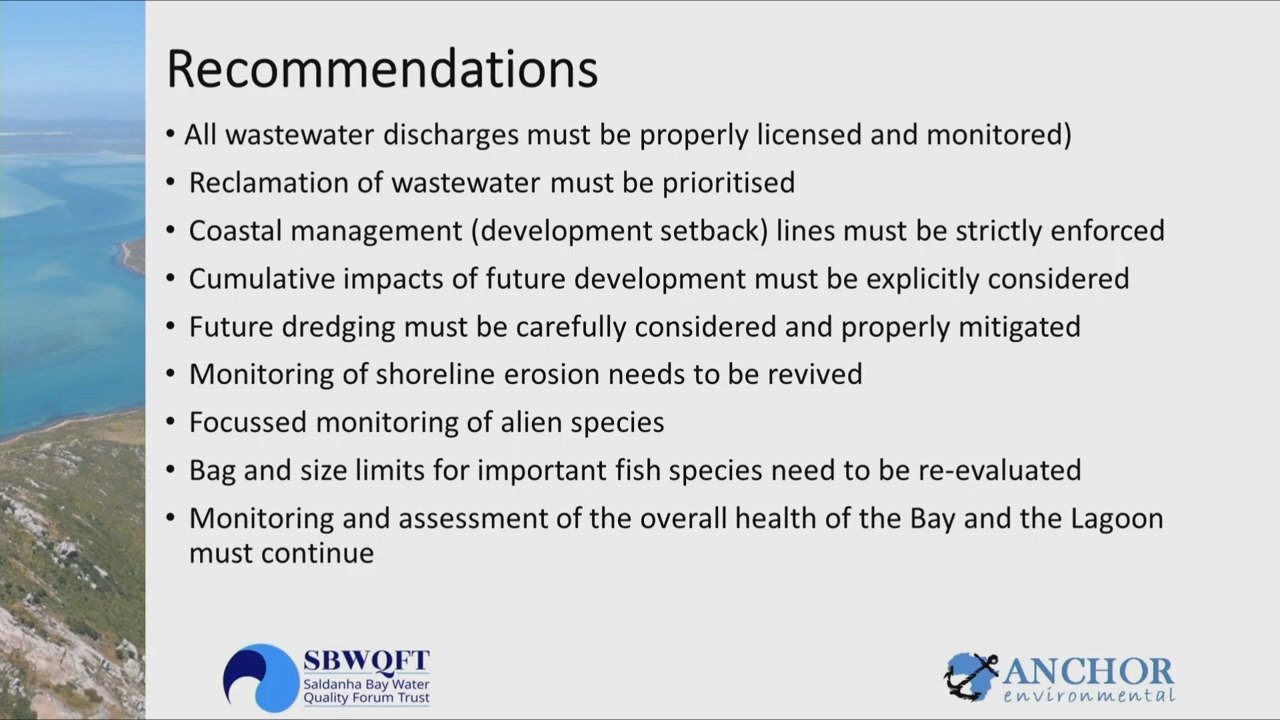 Recommendations
• All wastewater discharges must be properly licensed and monitored)
• Reclamation of wastewater must be prioritised
• Coastal management (development setback) lines must be strictly enforced
• Cumulative impacts of future development must be explicitly considered
• Future dredging must be carefully considered and properly mitigated
• Monitoring of shoreline erosion needs to be revived
• Focussed monitoring of alien species
• Bag and size limits for important fish species need to be re-evaluated
• Monitoring and assessment of the overall health of the Bay and the Lagoon
must continue
SBWQFT
Saldanha Bay Water
Quality Forum Trust
ANCHOR
environmental